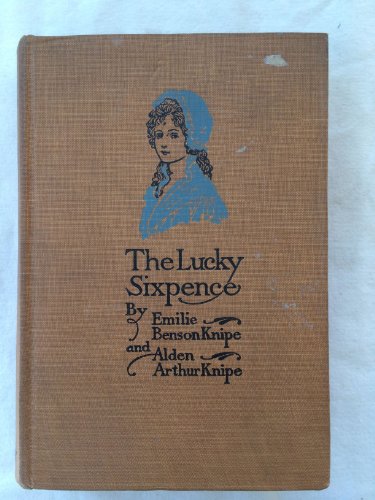 The Lucky
Sixpence
By Emilie
Benson Knipe
and Alden
Arthur Knipe